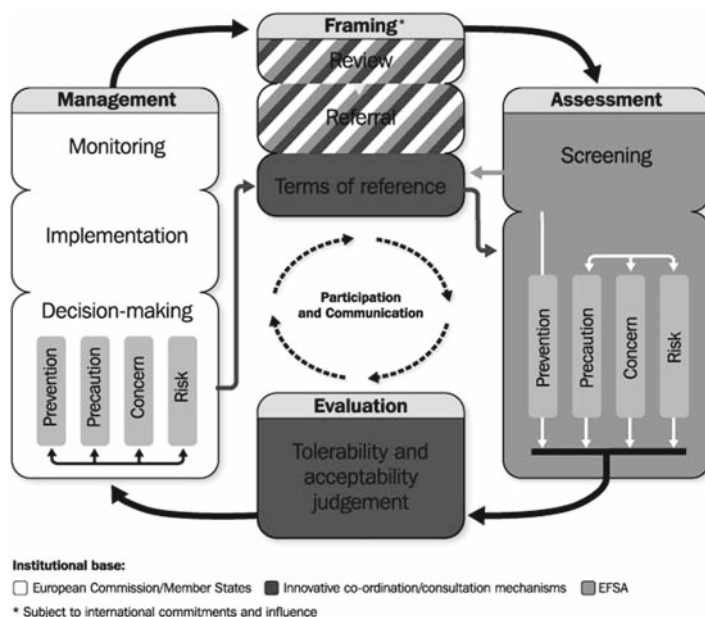 Framing*
Review
Referral
Terms of reference
Management
Monitoring
Implementation
Decision-making
Prevention
Precaution
Concern
Risk
Assessment
Screening
Prevention
Precaution
Concern
Risk
Participation
and Communication
Evaluation
Tolerability and
acceptability
judgement
Institutional base:
European Commission/Member States Innovative co-ordination/consultation mechanisms EFSA
* Subject to international commitments and influence